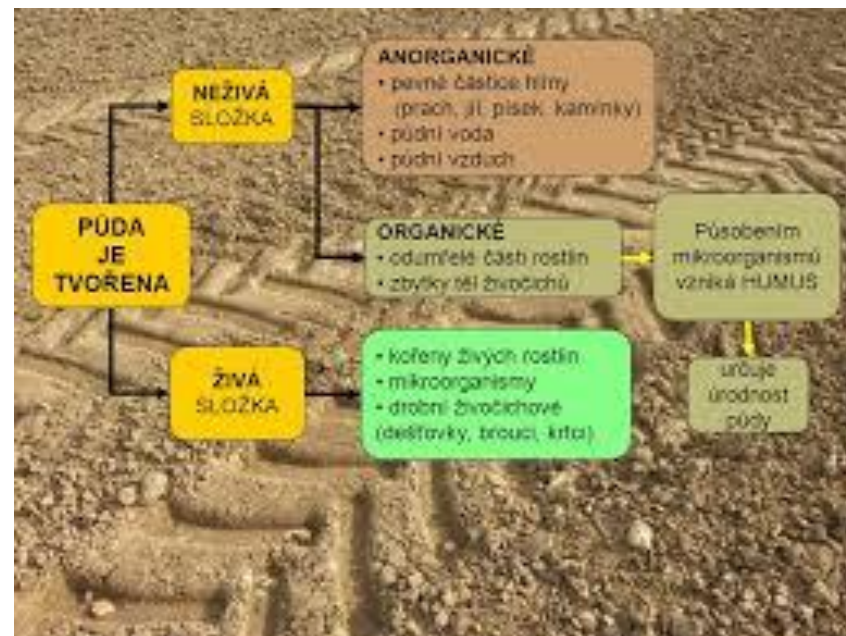 PŮDA
JE
TVOŘENA
NEŽIVÁ
SLOŽKA
ANORGANICKÉ
• pevné částice hlíny
(prach, jíl, písek, kamínky)
• půdní voda
• půdní vzduch
ORGANICKÉ
• odumřelé části rostlin
• zbytky těl živočichů
Působením
mikroorganismů
vzniká HUMUS
určuje
úrodnost
půdy
ŽIVÁ
SLOŽKA
• kořeny živých rostlin
• mikroorganismy
• drobní živočichové
(dešťovky, brouci, krtci)